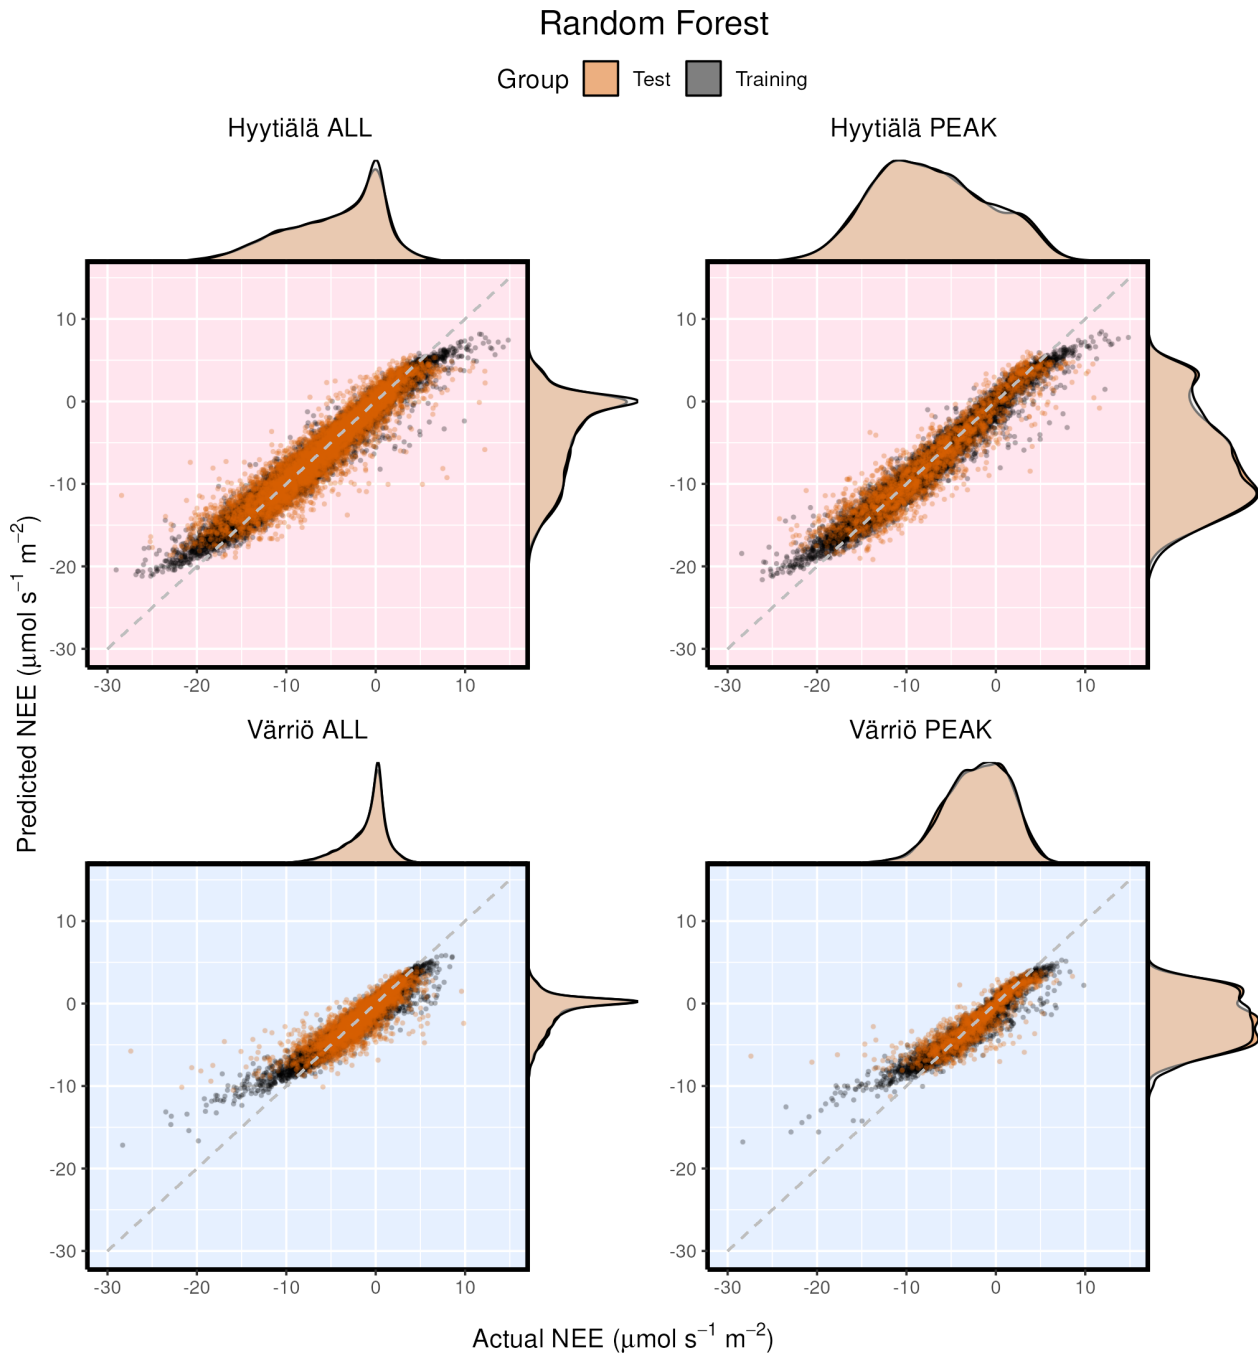 Random Forest
Group Test Training
Hyytiälä ALL
Hyytiälä PEAK
10
0
-10
-20
-30
-30 -20 -10 0 10
10
0
-10
-20
-30
-30 -20 -10 0 10
Predicted NEE (μmol s⁻¹ m⁻²)
Värriö ALL
Värriö PEAK
10
0
-10
-20
-30
-30 -20 -10 0 10
10
0
-10
-20
-30
-30 -20 -10 0 10
Actual NEE (μmol s⁻¹ m⁻²)